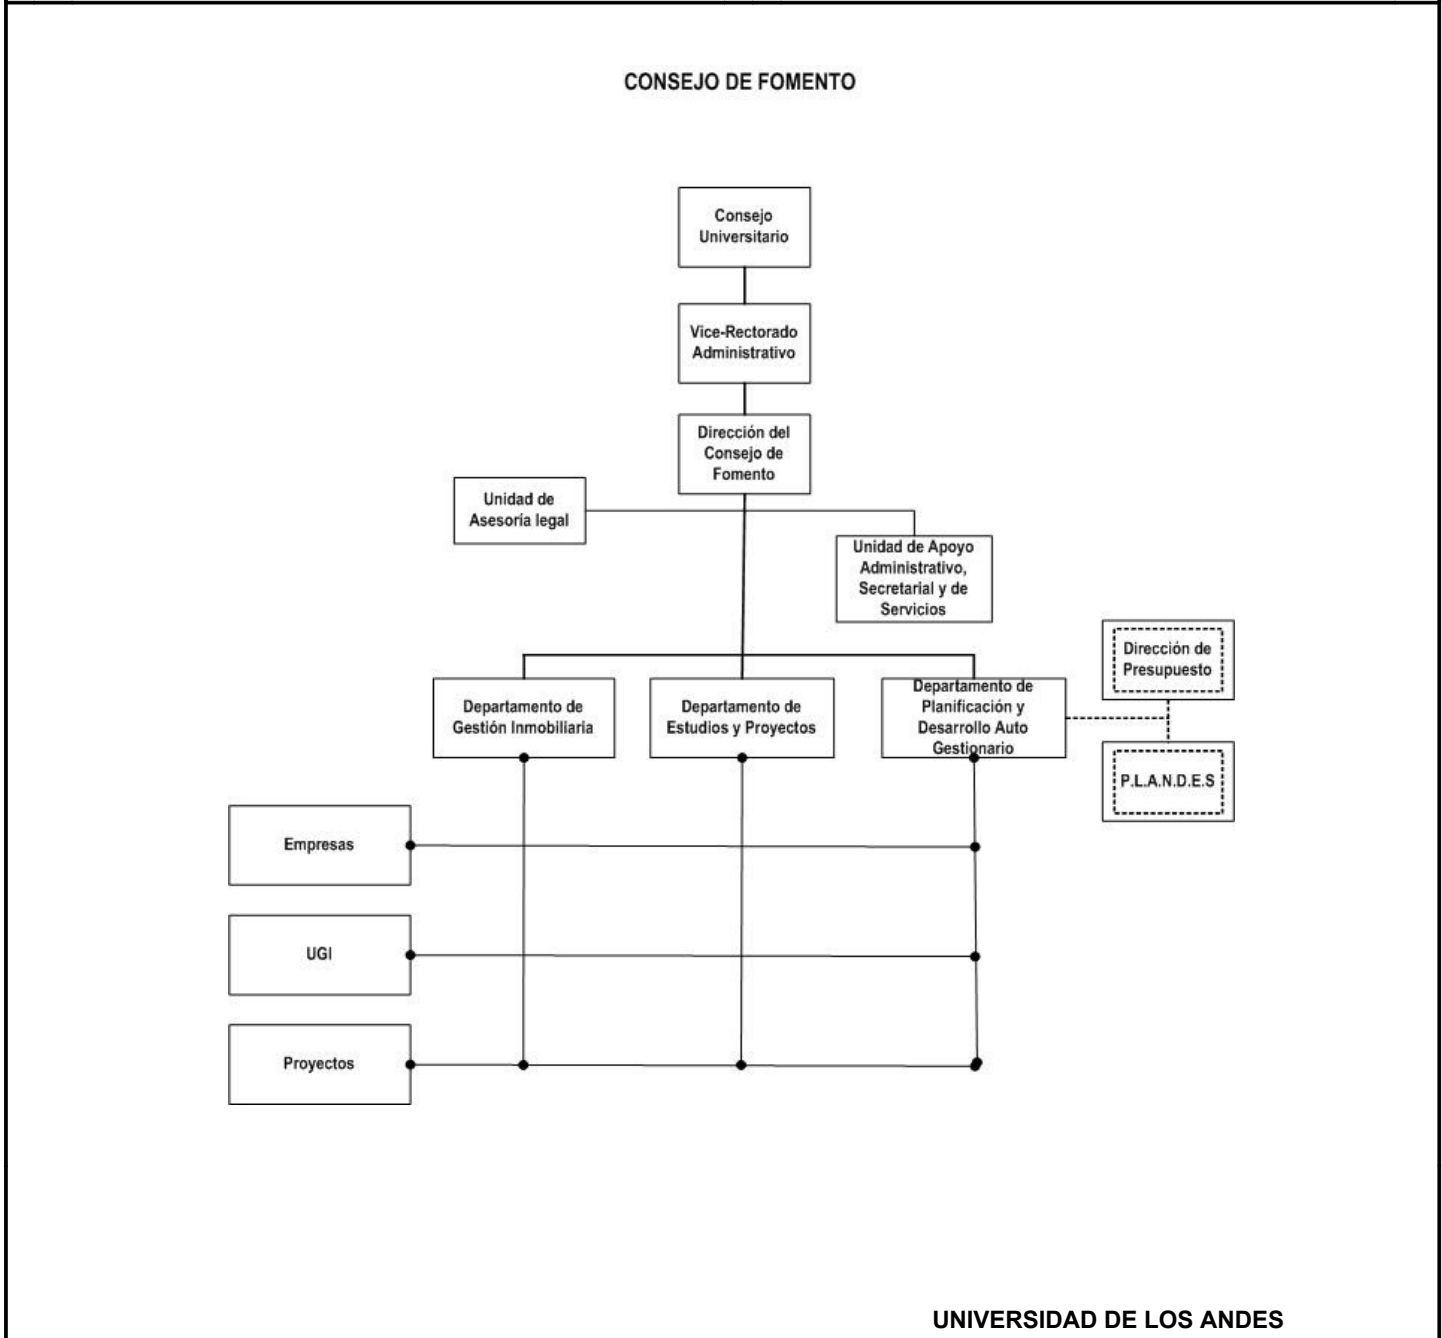 CONSEJO DE FOMENTO
Consejo
Universitario
Vice-Rectorado
Administrativo
Dirección del
Consejo de
Fomento
Unidad de
Asesoría legal
Unidad de Apoyo
Administrativo,
Secretarial y de
Servicios
Dirección de
Presupuesto
Departamento de
Gestión Inmobiliaria
Departamento de
Estudios y Proyectos
Departamento de
Planificación y
Desarrollo Auto
Gestionario
P.L.A.N.D.E.S
Empresas
UGI
Proyectos
UNIVERSIDAD DE LOS ANDES